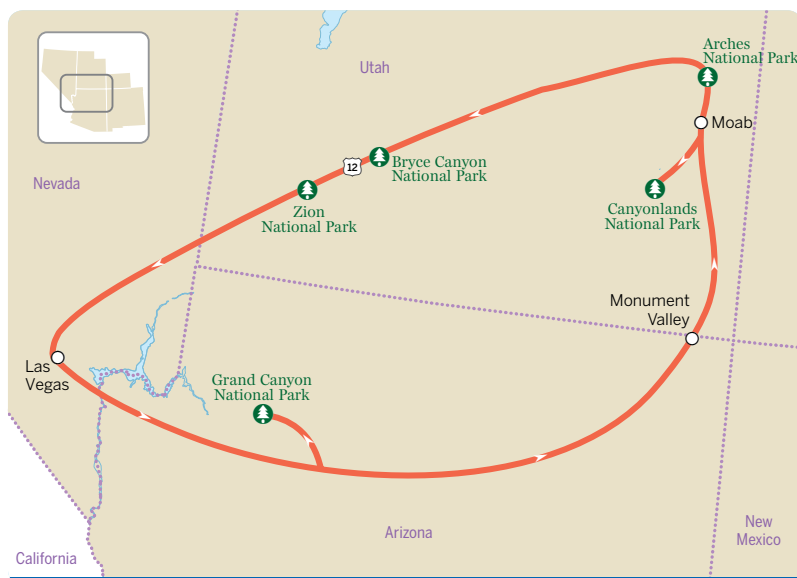 Arches
National Park
Utah
Moab
12
Bryce Canyon
National Park
Nevada
Zion
National Park
Canyonlands
National Park
Monument
Valley
Las
Vegas
Grand Canyon
National Park
Arizona
New
Mexico
California